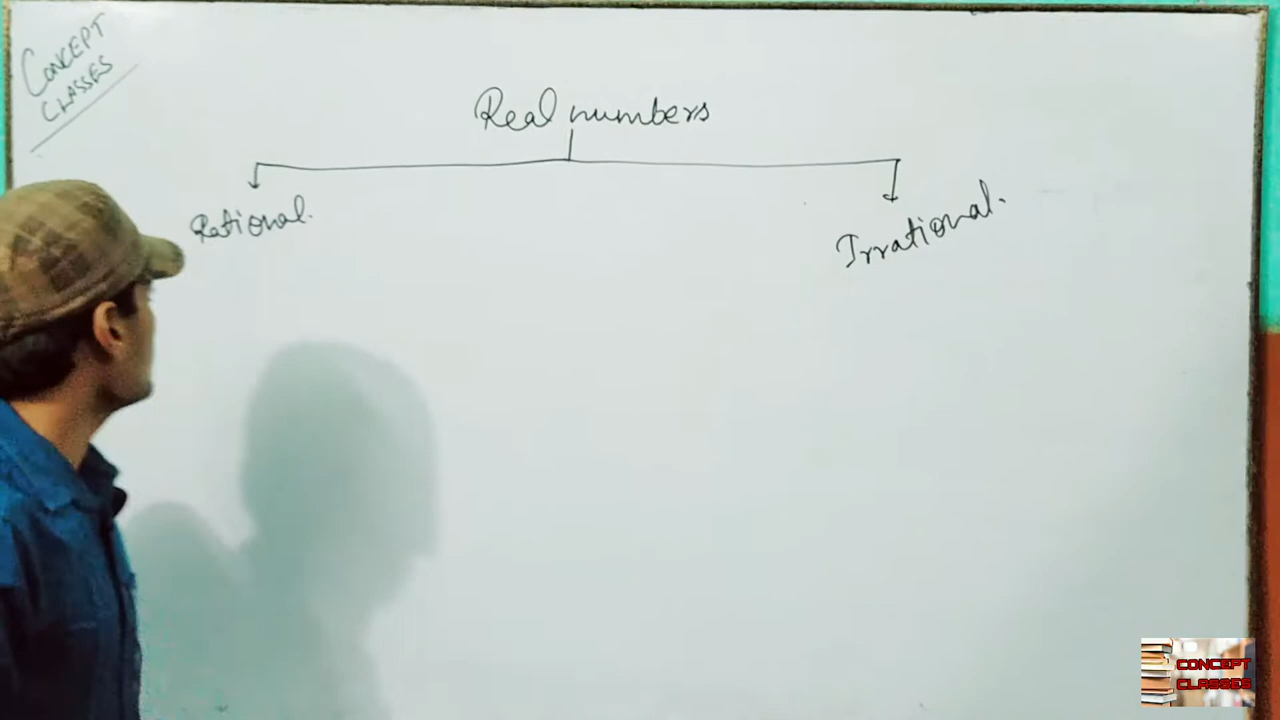 CONCEPT
CLASSES
Real numbers
Rational.
Irrational.
CONCEPT
CLASSES